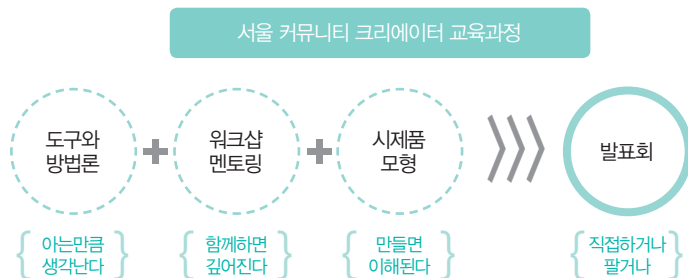 서울 커뮤니티 크리에이터 교육과정
도구와
방법론
워크샵
멘토링
시제품
모형
발표회
아는만큼
생각난다
함께하면
깊어진다
만들면
이해된다
직접하거나
팔거나